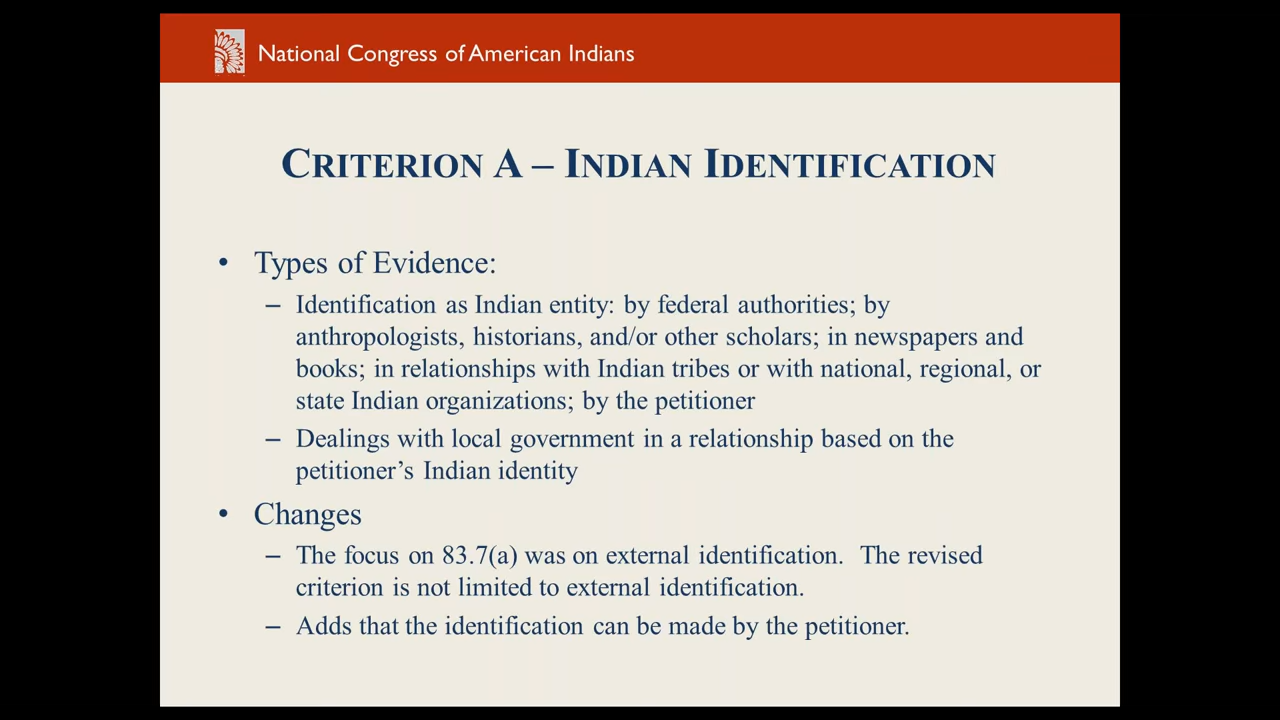 National Congress of American Indians
CRITERION A – INDIAN IDENTIFICATION
• Types of Evidence:
– Identification as Indian entity: by federal authorities; by
anthropologists, historians, and/or other scholars; in newspapers and
books; in relationships with Indian tribes or with national, regional, or
state Indian organizations; by the petitioner
– Dealings with local government in a relationship based on the
petitioner’s Indian identity
• Changes
– The focus on 83.7(a) was on external identification.  The revised
criterion is not limited to external identification.
– Adds that the identification can be made by the petitioner.